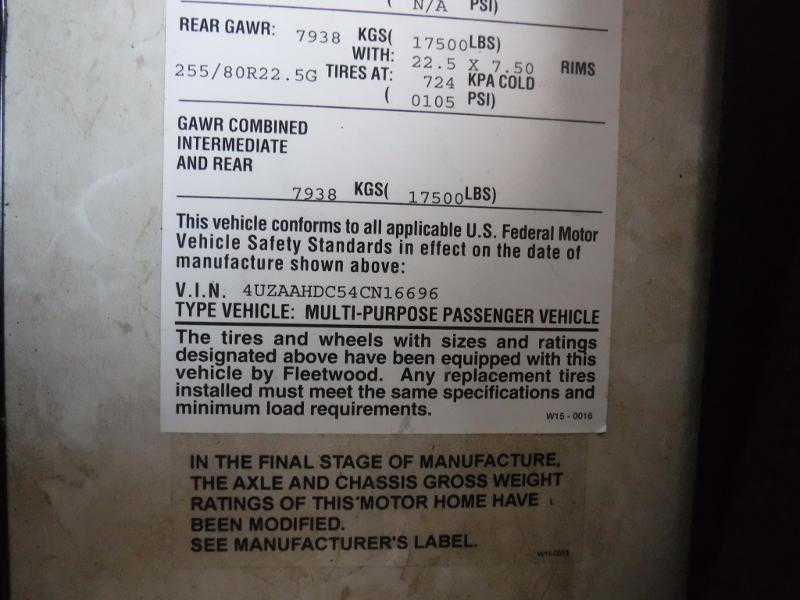 ( N/A PSI)
REAR GAWR: 7938 KGS( 17500LBS)
WITH: 22.5 X 7.50 RIMS
255/80R22.5G TIRES AT: 724 KPA COLD
( 0105 PSI)
GAWR COMBINED
INTERMEDIATE
AND REAR
7938 KGS( 17500LBS)
This vehicle conforms to all applicable U.S. Federal Motor
Vehicle Safety Standards in effect on the date of
manufacture shown above:
V.I.N. 4UZAAHDC54CN16696
TYPE VEHICLE: MULTI-PURPOSE PASSENGER VEHICLE
The tires and wheels with sizes and ratings
designated above have been equipped with this
vehicle by Fleetwood. Any replacement tires
installed must meet the same specifications and
minimum load requirements.
W15 - 0016
IN THE FINAL STAGE OF MANUFACTURE,
THE AXLE AND CHASSIS GROSS WEIGHT
RATINGS OF THIS MOTOR HOME HAVE
BEEN MODIFIED.
SEE MANUFACTURER'S LABEL.